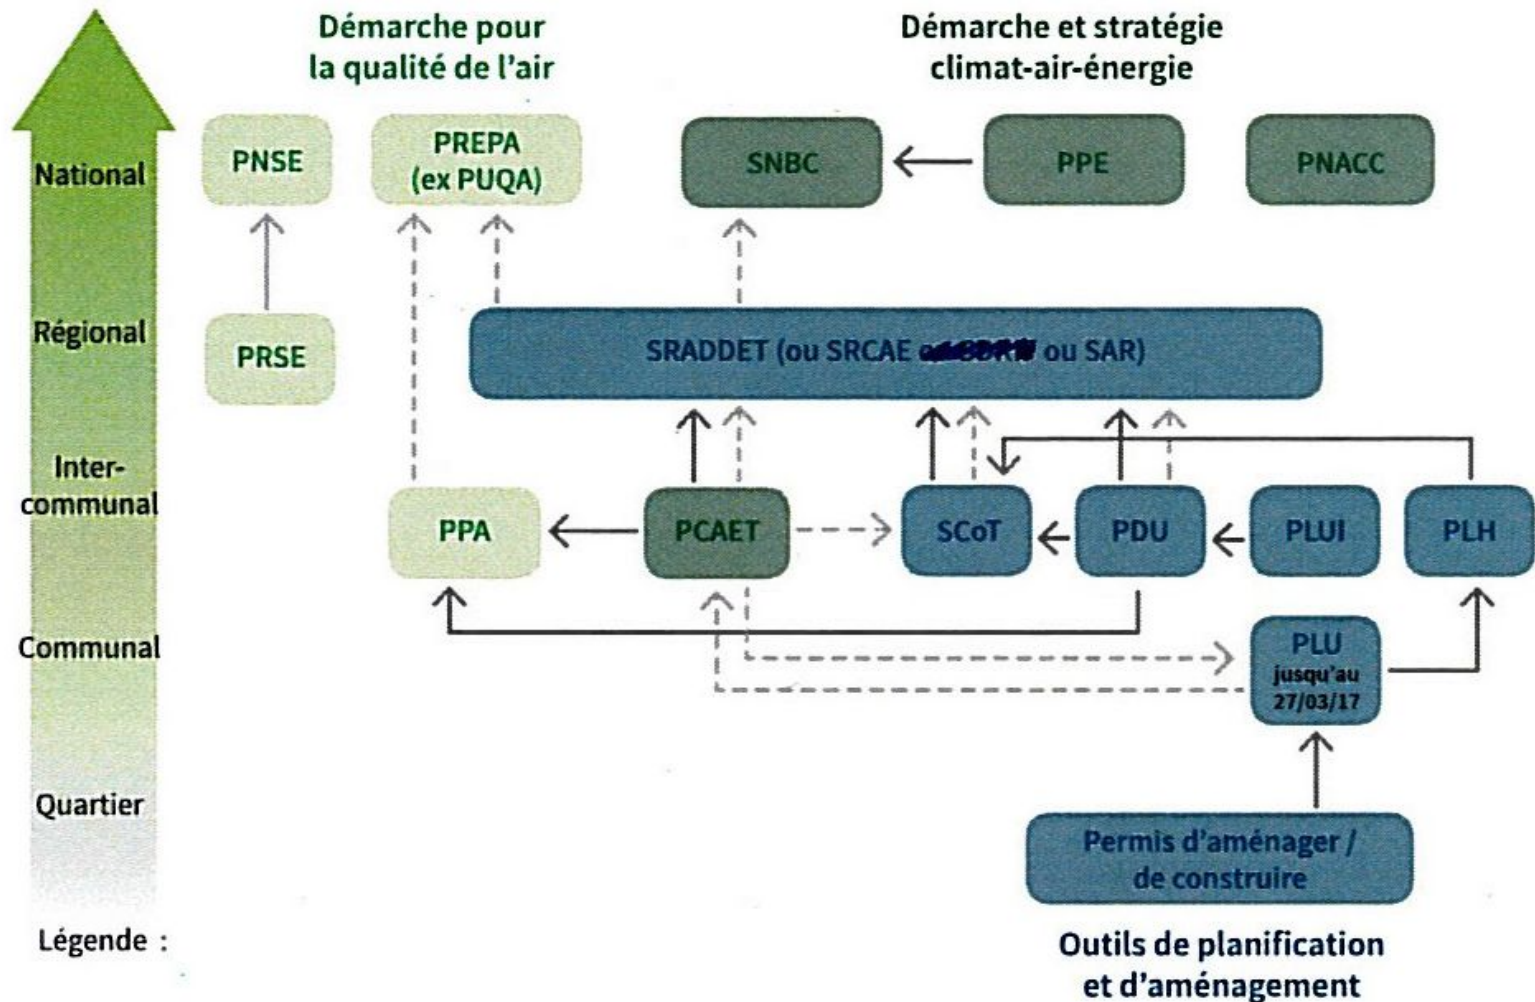 Démarche pour
la qualité de l'air
Démarche et stratégie
climat-air-énergie
National
PNSE
PREPA
(ex PUQA)
SNBC
PPE
PNACC
Régional
PRSE
SRADDET (ou SRCAE ou SAR)
Inter-
communal
PPA
PCAET
SCoT
PDU
PLUI
PLH
Communal
PLU
jusqu'au
27/03/17
Quartier
Permis d'aménager /
de construire
Légende :
Outils de planification
et d'aménagement